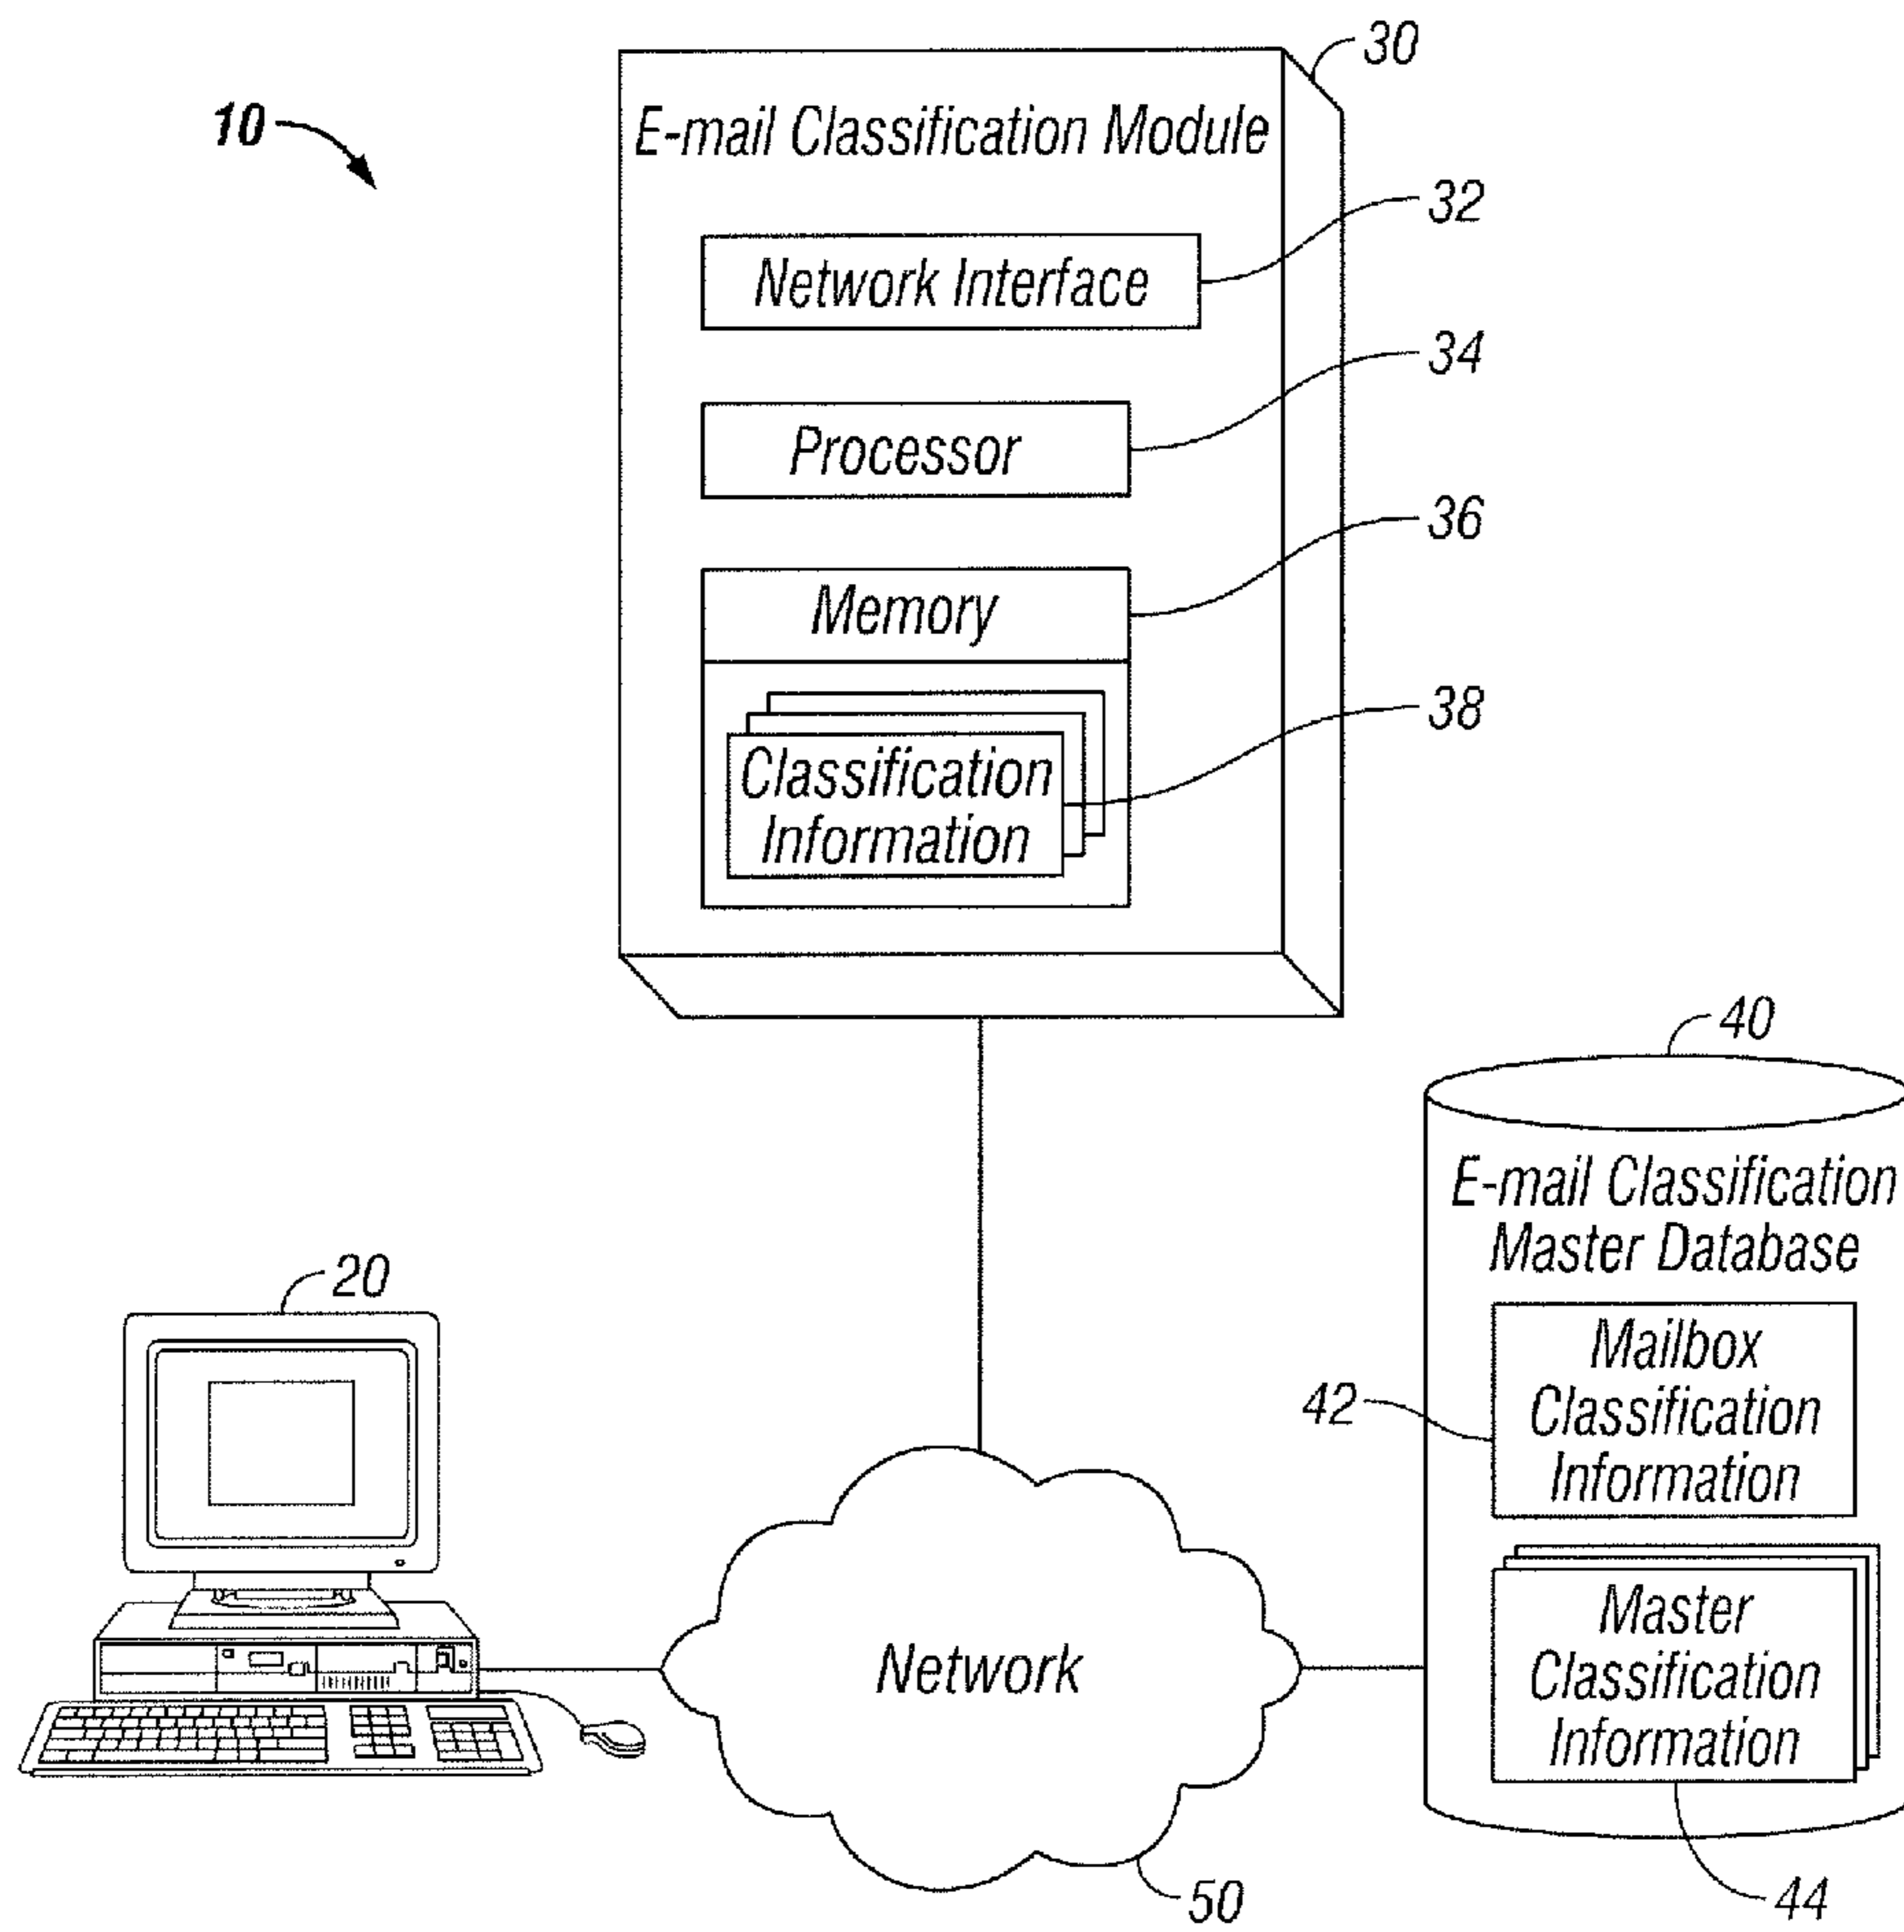 10
30
E-mail Classification Module
32
Network Interface
34
Processor
36
Memory
38
Classification
Information
40
E-mail Classification
Master Database
20
Mailbox
Classification
Information
42
Network
Master
Classification
Information
50
44